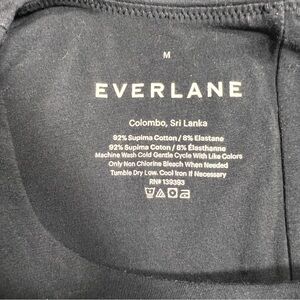 M
EVERLANE
Colombo, Sri Lanka
92% Supima Cotton / 8% Elastane
92% Supima Coton / 8% Élasthanne
Machine Wash Cold Gentle Cycle With Like Colors
Only Non Chlorine Bleach When Needed
Tumble Dry Low. Cool Iron If Necessary
RN# 139393